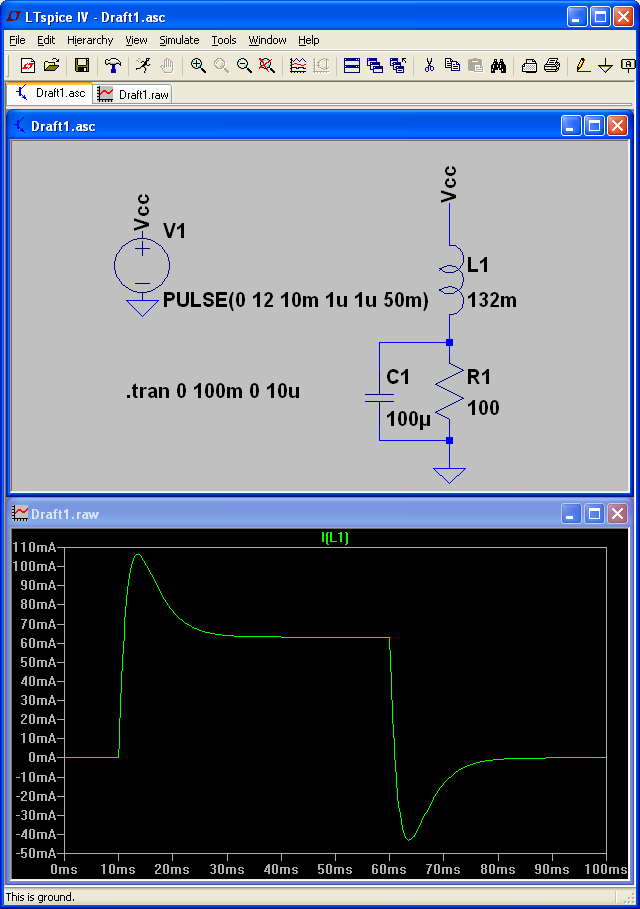 LTspice IV - Draft1.asc
File Edit Hierarchy View Simulate Tools Window Help
Draft1.asc Draft1.raw
Draft1.asc
Vcc
V1
PULSE(0 12 10m 1u 1u 50m)
.tran 0 100m 0 10u
Vcc
L1
132m
C1
100µ
R1
100
Draft1.raw
I(L1)
110mA
100mA
90mA
80mA
70mA
60mA
50mA
40mA
30mA
20mA
10mA
0mA
-10mA
-20mA
-30mA
-40mA
-50mA
0ms 10ms 20ms 30ms 40ms 50ms 60ms 70ms 80ms 90ms 100ms
This is ground.